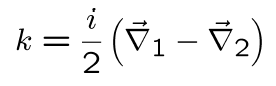 $k = \frac{i}{2} \left( \vec{\nabla}_1 - \vec{\nabla}_2 \right)$